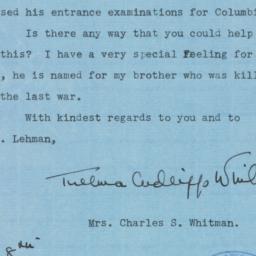 sed his entrance examinations for Columbi
Is there any way that you could help
this? I have a very special feeling for
, he is named for my brother who was kill
the last war.
With kindest regards to you and to
. Lehman,
Thelma Cudlipp Whit
Mrs. Charles S. Whitman.